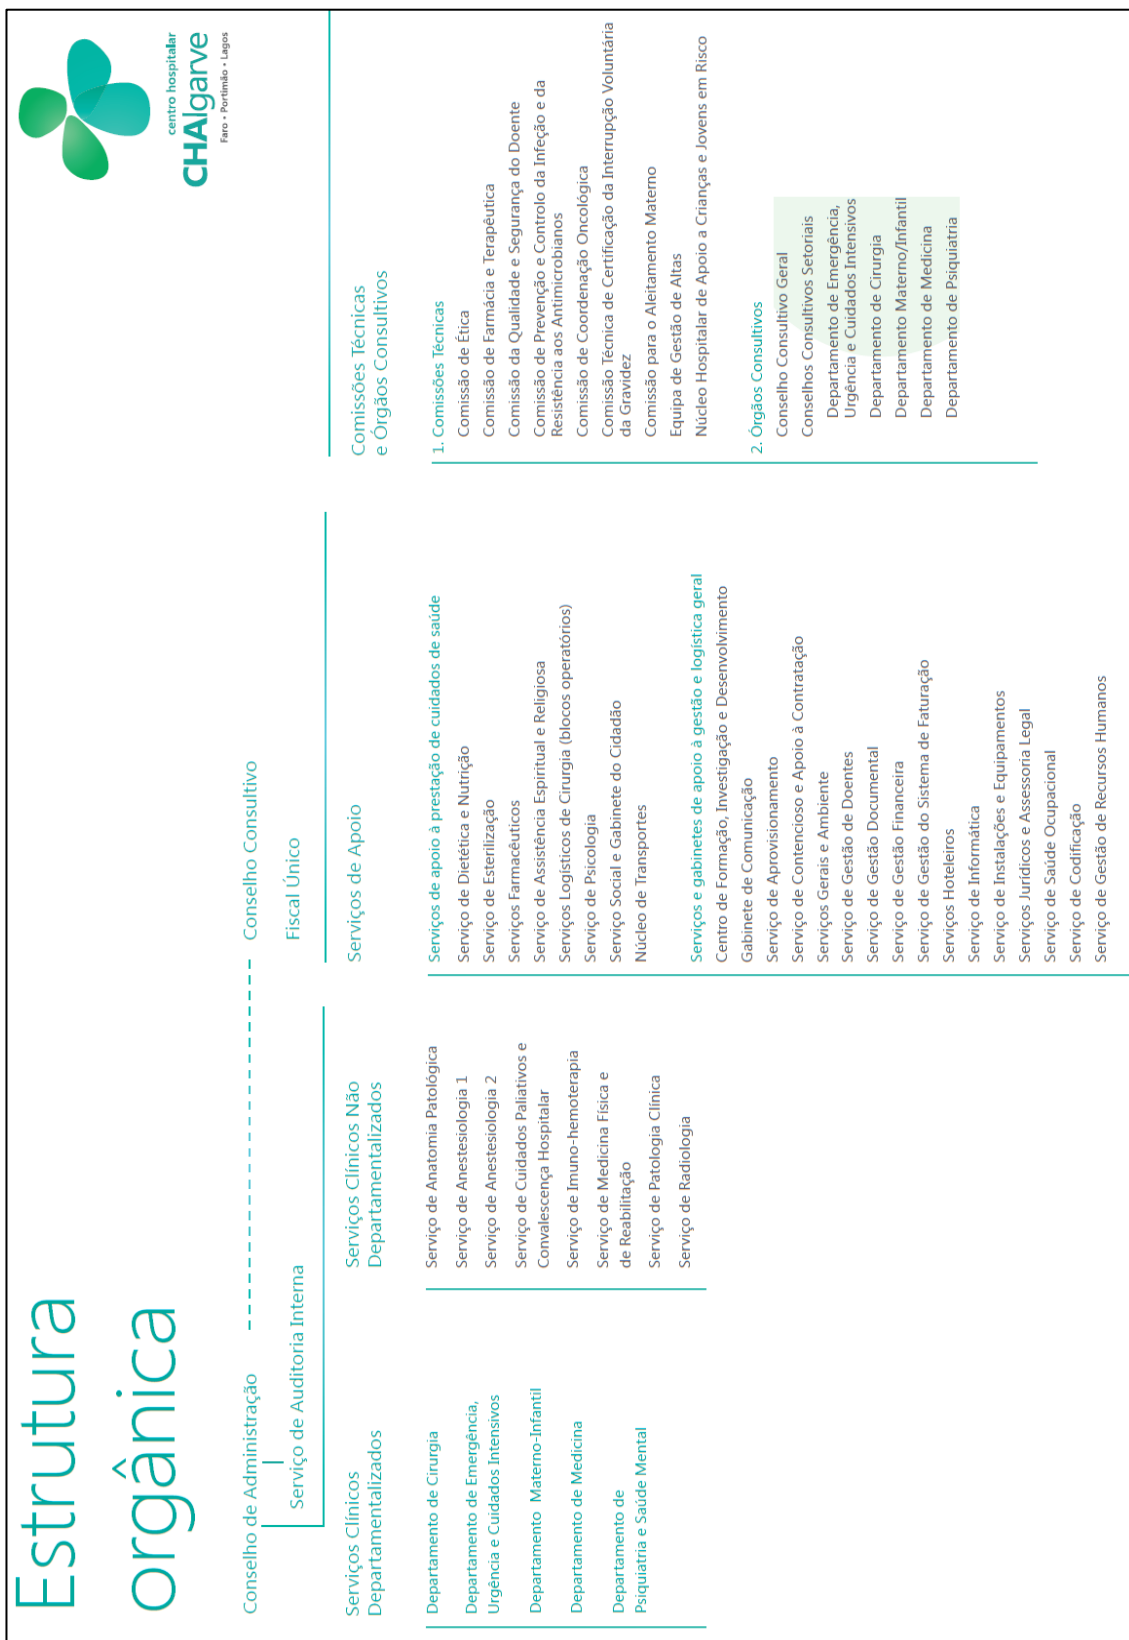 Estrutura
orgânica
centro hospitalar
CHAlgarve
Faro • Portimão • Lagos
Conselho de Administração
Conselho Consultivo
Serviço de Auditoria Interna
Fiscal Único
Serviços Clínicos
Departamentalizados
Departamento de Cirurgia
Departamento de Emergência,
Urgência e Cuidados Intensivos
Departamento Materno-Infantil
Departamento de Medicina
Departamento de
Psiquiatria e Saúde Mental
Serviços Clínicos Não
Departamentalizados
Serviço de Anatomia Patológica
Serviço de Anestesiologia 1
Serviço de Anestesiologia 2
Serviço de Cuidados Paliativos e
Convalescença Hospitalar
Serviço de Imuno-hemoterapia
Serviço de Medicina Física e
de Reabilitação
Serviço de Patologia Clínica
Serviço de Radiologia
Serviços de Apoio
Serviços de apoio à prestação de cuidados de saúde
Serviço de Dietética e Nutrição
Serviço de Esterilização
Serviços Farmacêuticos
Serviço de Assistência Espiritual e Religiosa
Serviços Logísticos de Cirurgia (blocos operatórios)
Serviço de Psicologia
Serviço Social e Gabinete do Cidadão
Núcleo de Transportes
Serviços e gabinetes de apoio à gestão e logística geral
Centro de Formação, Investigação e Desenvolvimento
Gabinete de Comunicação
Serviço de Aprovisionamento
Serviço de Contencioso e Apoio à Contratação
Serviços Gerais e Ambiente
Serviço de Gestão de Doentes
Serviço de Gestão Documental
Serviço de Gestão Financeira
Serviço de Gestão do Sistema de Faturação
Serviços Hoteleiros
Serviço de Informática
Serviço de Instalações e Equipamentos
Serviços Jurídicos e Assessoria Legal
Serviço de Saúde Ocupacional
Serviço de Codificação
Serviço de Gestão de Recursos Humanos
Comissões Técnicas
e Órgãos Consultivos
1. Comissões Técnicas
Comissão de Ética
Comissão de Farmácia e Terapêutica
Comissão da Qualidade e Segurança do Doente
Comissão de Prevenção e Controlo da Infeção e da
Resistência aos Antimicrobianos
Comissão de Coordenação Oncológica
Comissão Técnica de Certificação da Interrupção Voluntária
da Gravidez
Comissão para o Aleitamento Materno
Equipa de Gestão de Altas
Núcleo Hospitalar de Apoio a Crianças e Jovens em Risco
2. Órgãos Consultivos
Conselho Consultivo Geral
Conselhos Consultivos Setoriais
Departamento de Emergência,
Urgência e Cuidados Intensivos
Departamento de Cirurgia
Departamento Materno/Infantil
Departamento de Medicina
Departamento de Psiquiatria